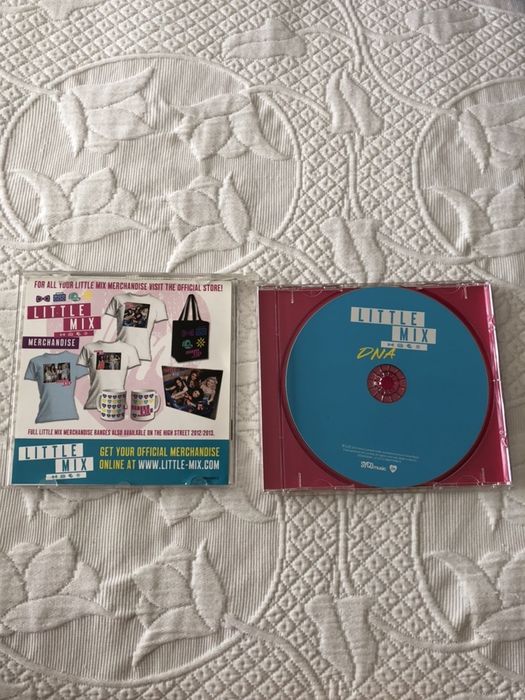 FOR ALL YOUR LITTLE MIX MERCHANDISE VISIT THE OFFICIAL STORE!
LITTLE
MIX
MERCHANDISE
FULL LITTLE MIX MERCHANDISE RANGES ALSO AVAILABLE ON THE HIGH STREET 2012-2013.
LITTLE
MIX
GET YOUR OFFICIAL MERCHANDISE
ONLINE AT WWW.LITTLE-MIX.COM
LITTLE
MIX
DNA
syco music